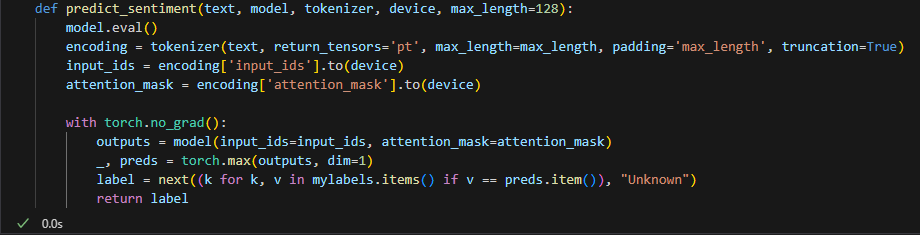 def predict_sentiment(text, model, tokenizer, device, max_length=128):
    model.eval()
    encoding = tokenizer(text, return_tensors='pt', max_length=max_length, padding='max_length', truncation=True)
    input_ids = encoding['input_ids'].to(device)
    attention_mask = encoding['attention_mask'].to(device)

    with torch.no_grad():
        outputs = model(input_ids=input_ids, attention_mask=attention_mask)
        _, preds = torch.max(outputs, dim=1)
        label = next((k for k, v in mylabels.items() if v == preds.item()), "Unknown")
        return label
✓ 0.0s